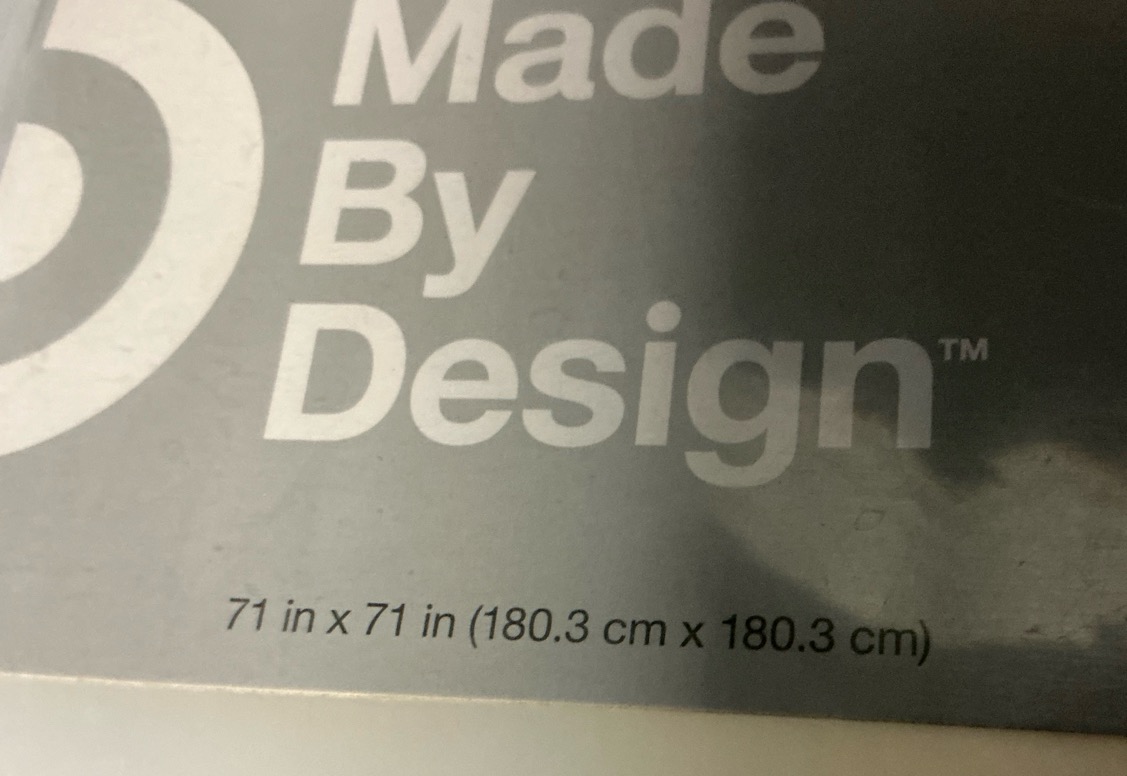 Made
By
Design™
71 in x 71 in (180.3 cm x 180.3 cm)